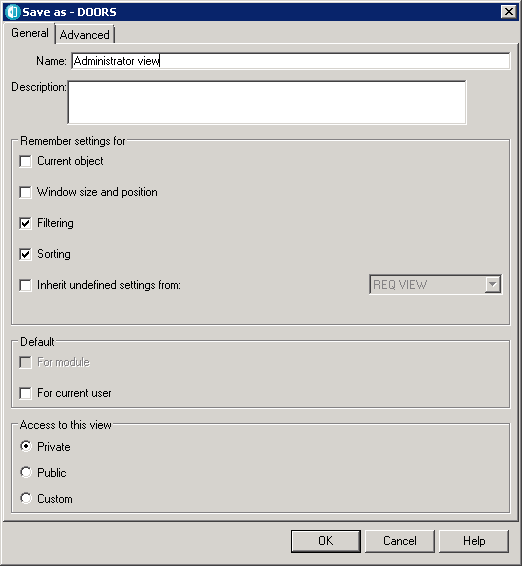 Save as - DOORS
General Advanced
Name: Administrator view
Description:
Remember settings for
Current object
Window size and position
Filtering
Sorting
Inherit undefined settings from: REQ VIEW
Default
For module
For current user
Access to this view
Private
Public
Custom
OK Cancel Help